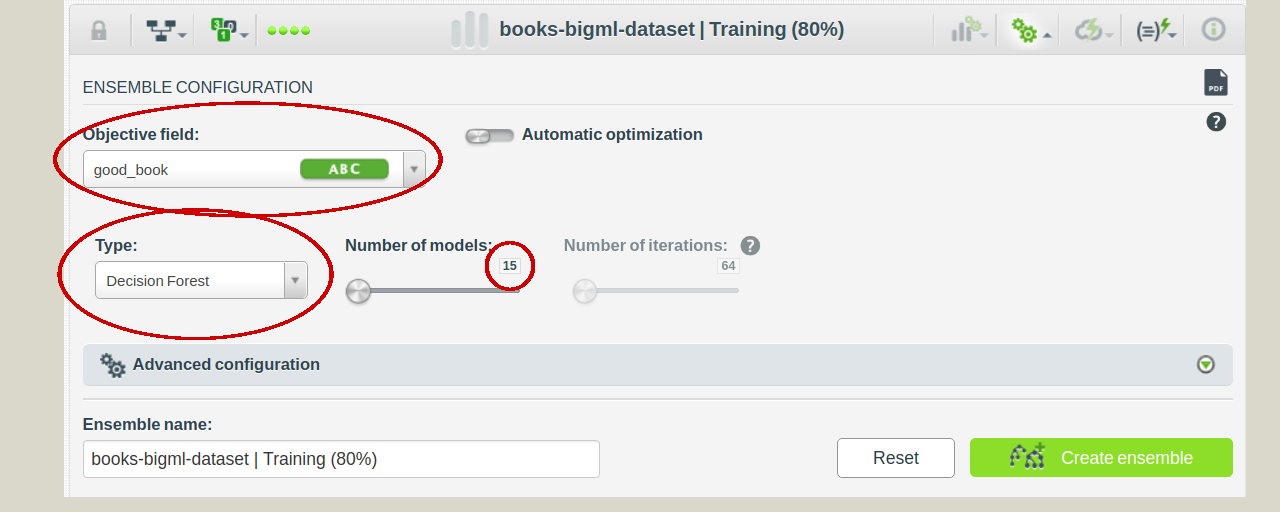 books-bigml-dataset | Training (80%)
ENSEMBLE CONFIGURATION
PDF
Objective field:
Automatic optimization
?
good_book ABC
Type:
Number of models:
Number of iterations: ?
15
64
Decision Forest
Advanced configuration
Ensemble name:
books-bigml-dataset | Training (80%)
Reset
Create ensemble